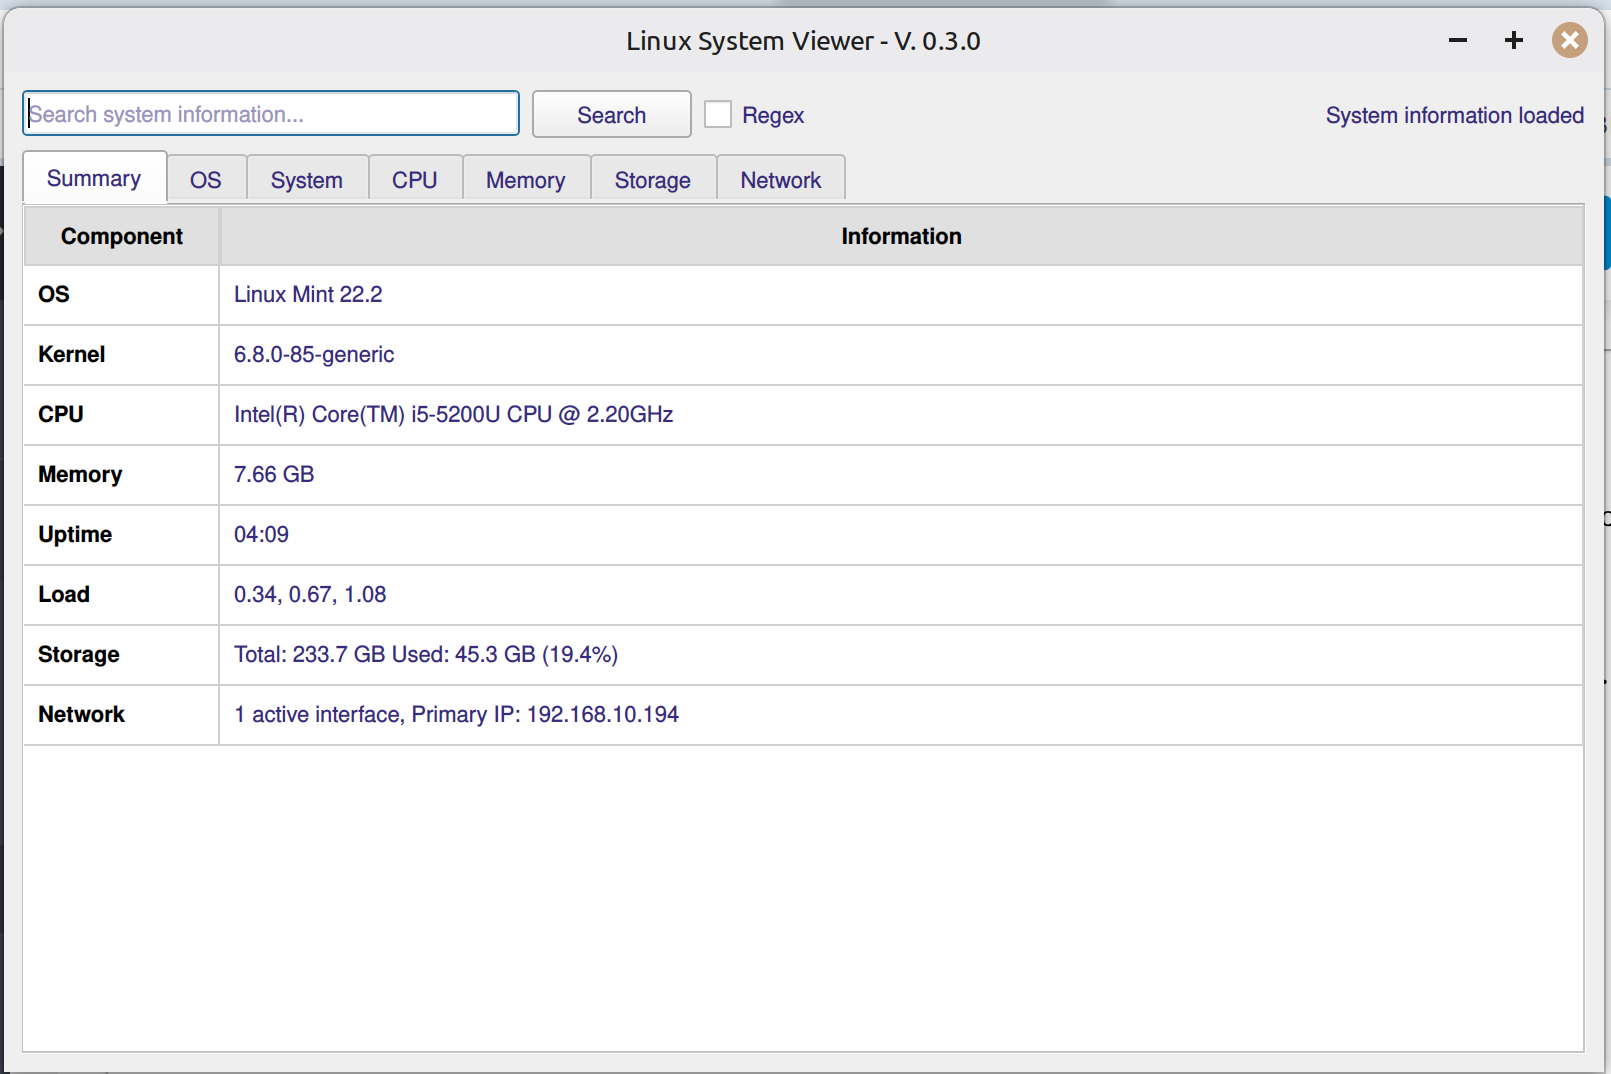 Linux System Viewer - V. 0.3.0
Search system information...
Search
Regex
System information loaded
Summary OS System CPU Memory Storage Network
Component Information
OS Linux Mint 22.2
Kernel 6.8.0-85-generic
CPU Intel(R) Core(TM) i5-5200U CPU @ 2.20GHz
Memory 7.66 GB
Uptime 04:09
Load 0.34, 0.67, 1.08
Storage Total: 233.7 GB Used: 45.3 GB (19.4%)
Network 1 active interface, Primary IP: 192.168.10.194